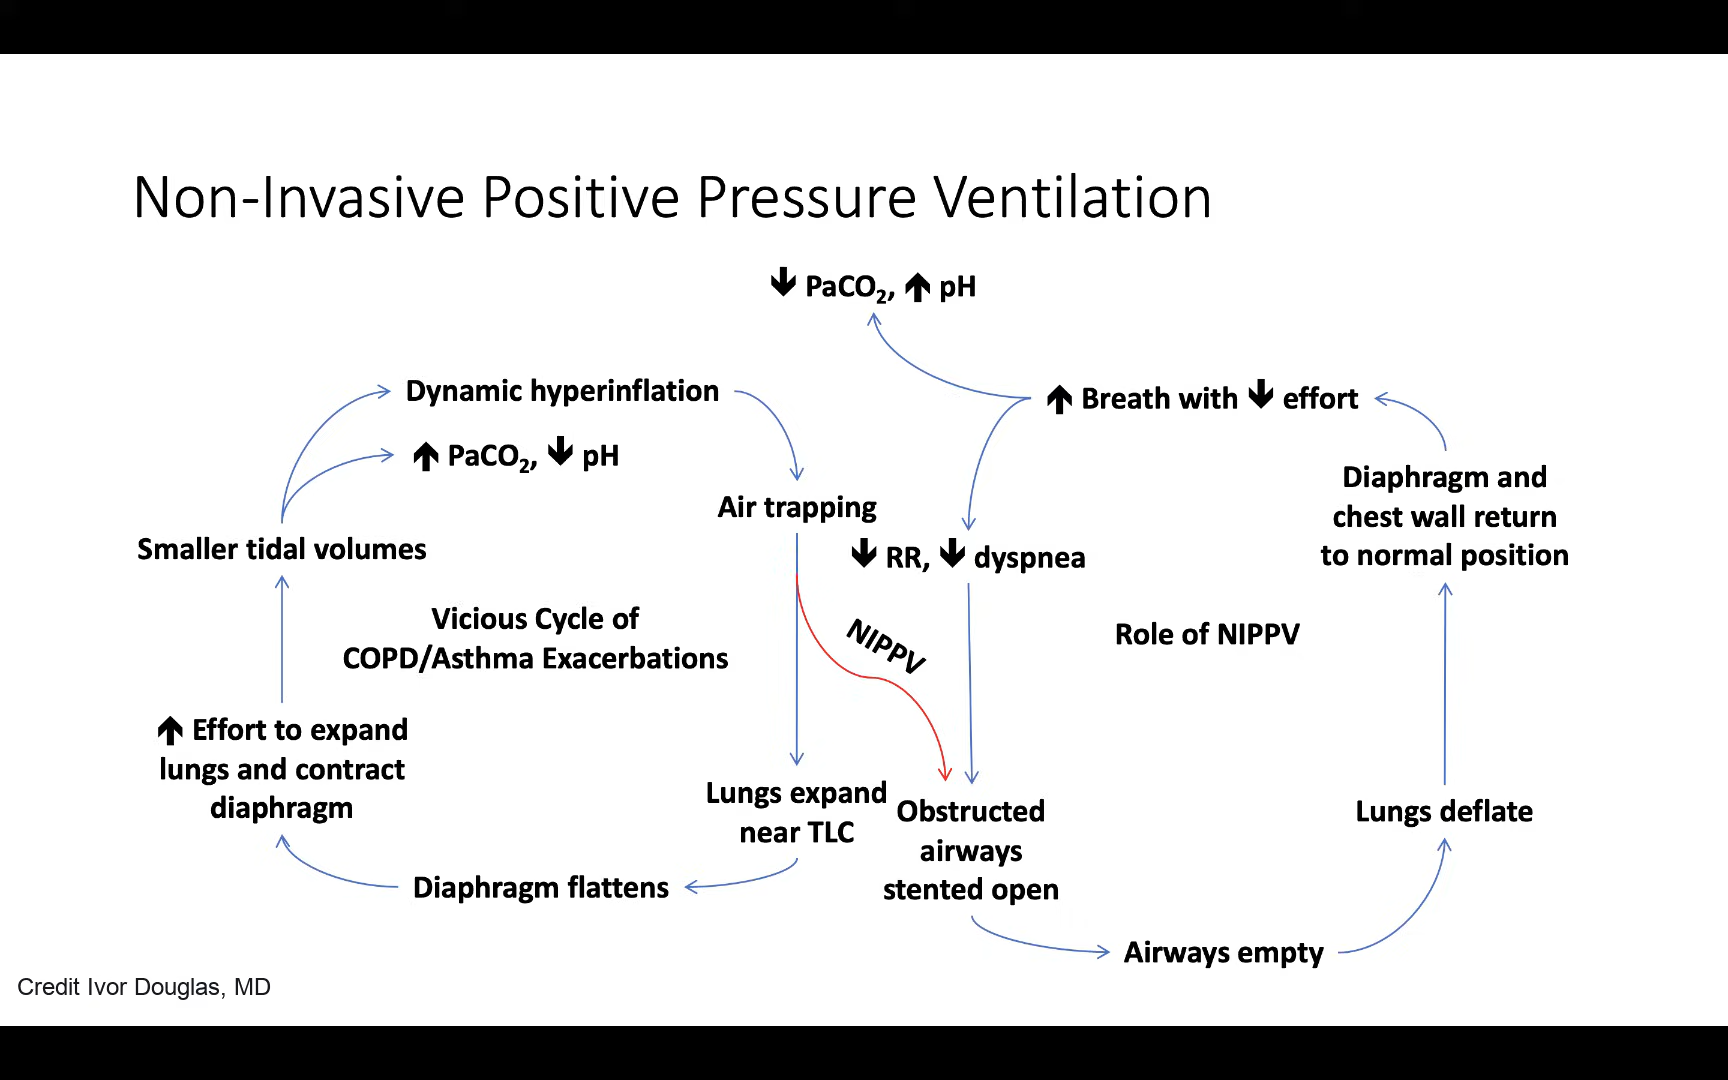 Non-Invasive Positive Pressure Ventilation
🡇 PaCO₂, 🡅 pH
Dynamic hyperinflation
🡅 PaCO₂, 🡇 pH
Air trapping
Smaller tidal volumes
Vicious Cycle of
COPD/Asthma Exacerbations
🡅 Effort to expand
lungs and contract
diaphragm
Diaphragm flattens
Lungs expand
near TLC
NIPPV
🡅 Breath with 🡇 effort
🡇 RR, 🡇 dyspnea
Diaphragm and
chest wall return
to normal position
Role of NIPPV
Obstructed
airways
stented open
Lungs deflate
Airways empty
Credit Ivor Douglas, MD